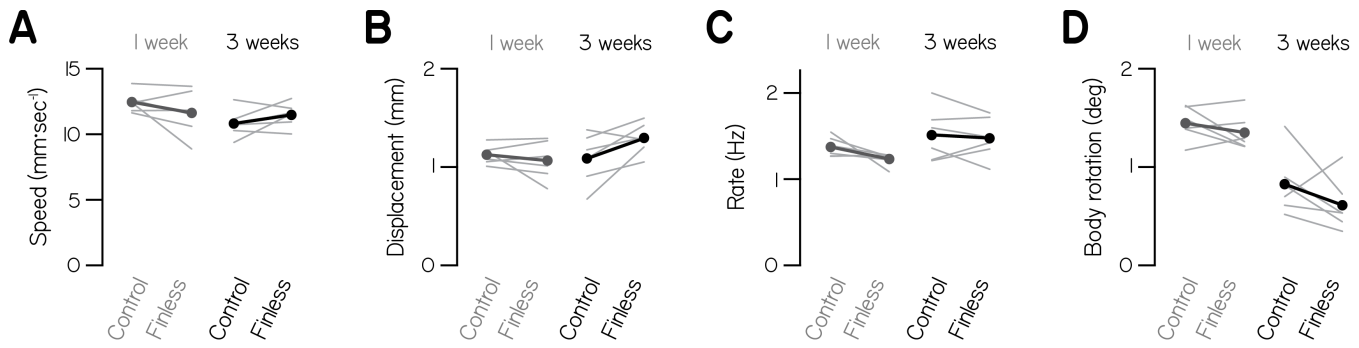 A
1 week
3 weeks
15
10
5
0
Speed (mm•sec-1)
Control
Finless
Control
Finless
B
1 week
3 weeks
2
1
0
Displacement (mm)
Control
Finless
Control
Finless
C
1 week
3 weeks
2
1
0
Rate (Hz)
Control
Finless
Control
Finless
D
1 week
3 weeks
2
1
0
Body rotation (deg)
Control
Finless
Control
Finless